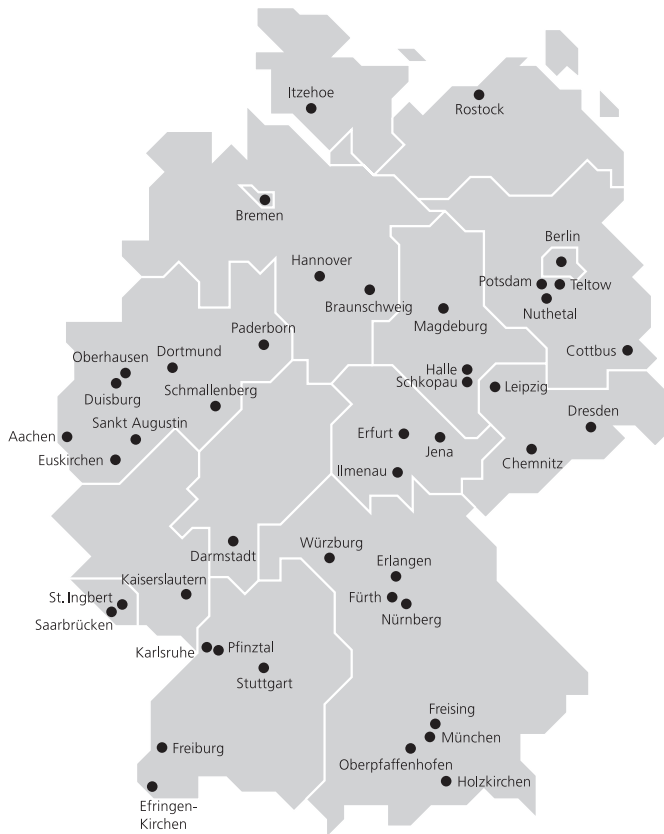 Itzehoe
Rostock
Bremen
Berlin
Hannover
Potsdam
Teltow
Braunschweig
Nuthetal
Magdeburg
Paderborn
Cottbus
Oberhausen
Dortmund
Halle
Schkopau
Leipzig
Duisburg
Schmallenberg
Dresden
Sankt Augustin
Aachen
Erfurt
Jena
Euskirchen
Chemnitz
Ilmenau
Darmstadt
Würzburg
Erlangen
Kaiserslautern
St. Ingbert
Fürth
Saarbrücken
Nürnberg
Karlsruhe
Pfinztal
Stuttgart
Freising
München
Freiburg
Oberpfaffenhofen
Holzkirchen
Efringen-
Kirchen